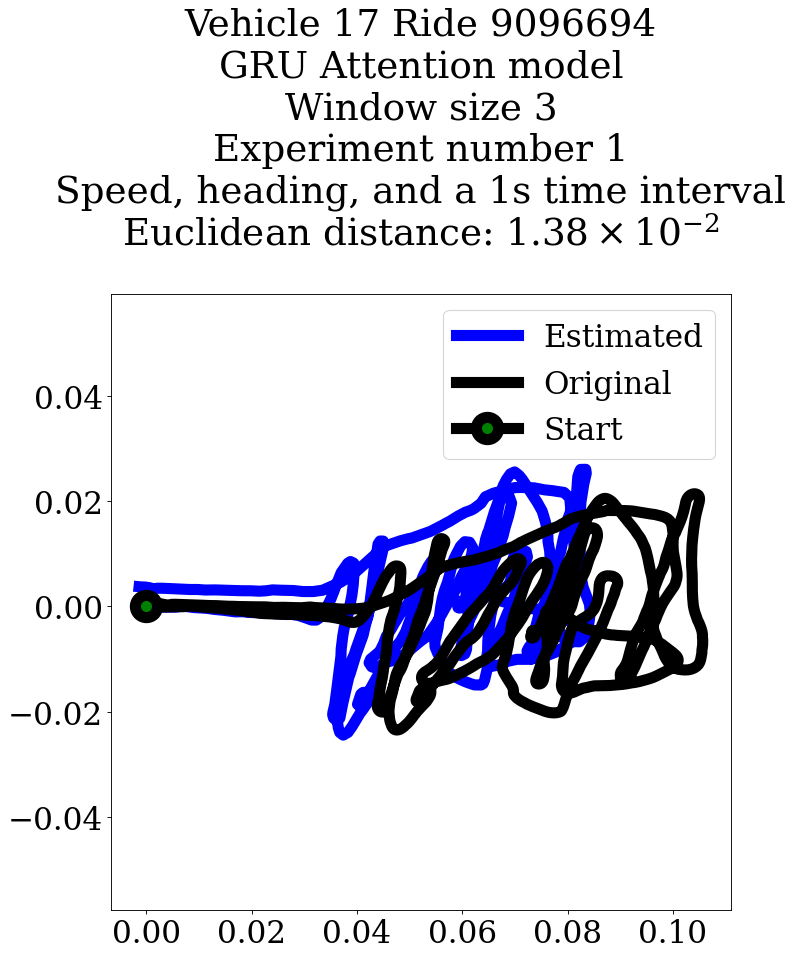 Vehicle 17 Ride 9096694
GRU Attention model
Window size 3
Experiment number 1
Speed, heading, and a 1s time interval
Euclidean distance: 1.38 × 10⁻²
Estimated
Original
Start
0.04
0.02
0.00
−0.02
−0.04
0.00 0.02 0.04 0.06 0.08 0.10